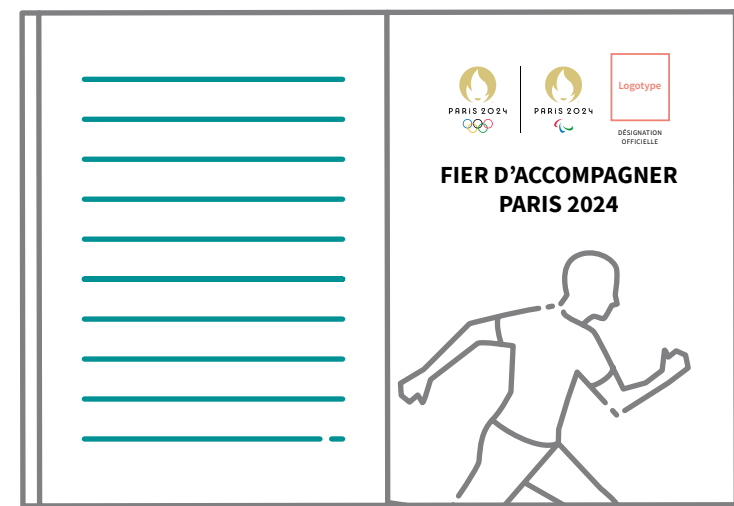 PARIS 2024
PARIS 2024
Logotype
DÉSIGNATION
OFFICIELLE
FIER D’ACCOMPAGNER
PARIS 2024